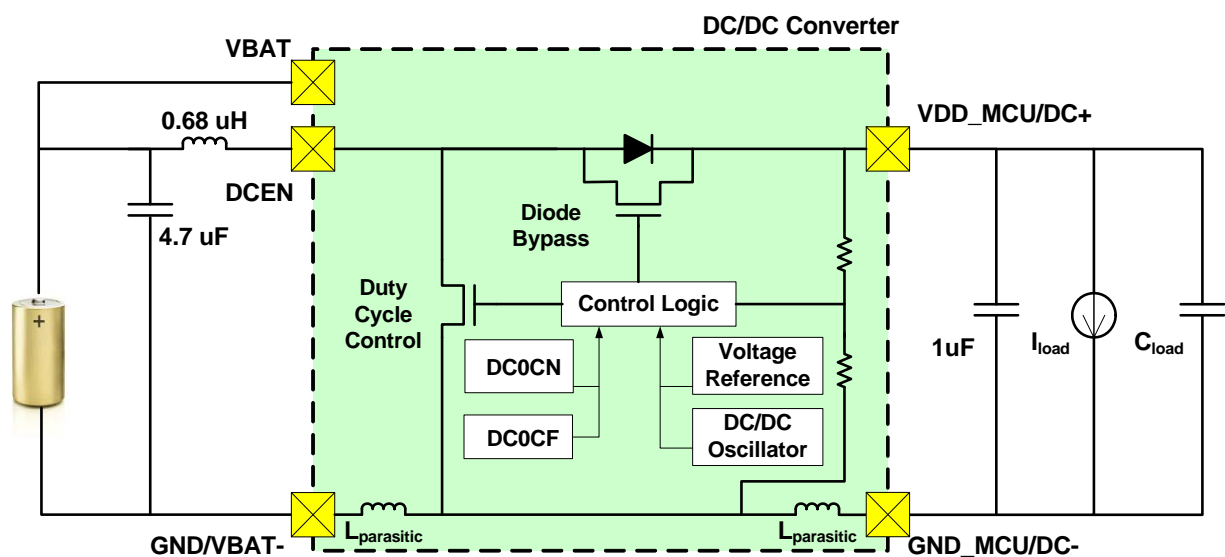 DC/DC Converter
VBAT
0.68 uH
VDD_MCU/DC+
DCEN
4.7 uF
Diode
Bypass
Duty
Cycle
Control
Control Logic
+
1uF
Iload
Cload
DC0CN
Voltage
Reference
DC0CF
DC/DC
Oscillator
Lparasitic
Lparasitic
GND/VBAT-
GND_MCU/DC-